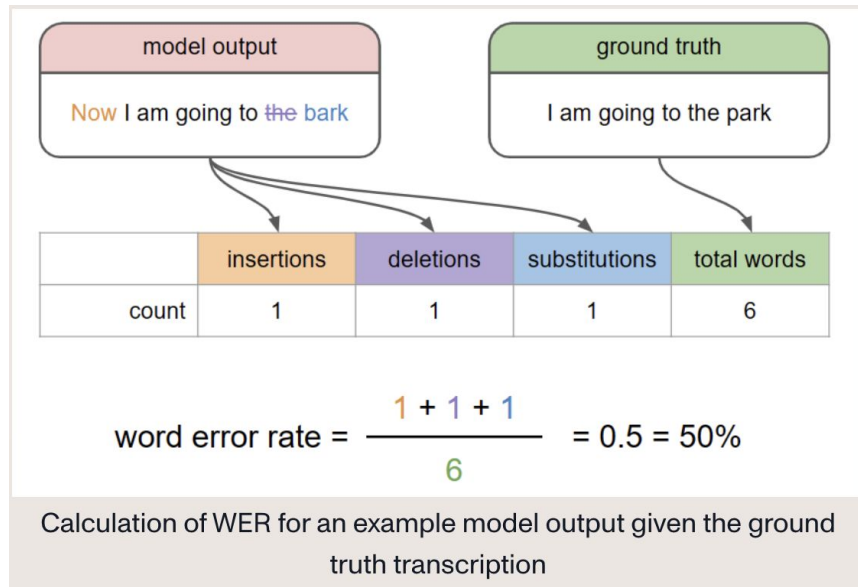 model output
ground truth
Now I am going to the bark
I am going to the park
insertions deletions substitutions total words
count 1 1 1 6
1 + 1 + 1
word error rate = = 0.5 = 50%
6
Calculation of WER for an example model output given the ground
truth transcription